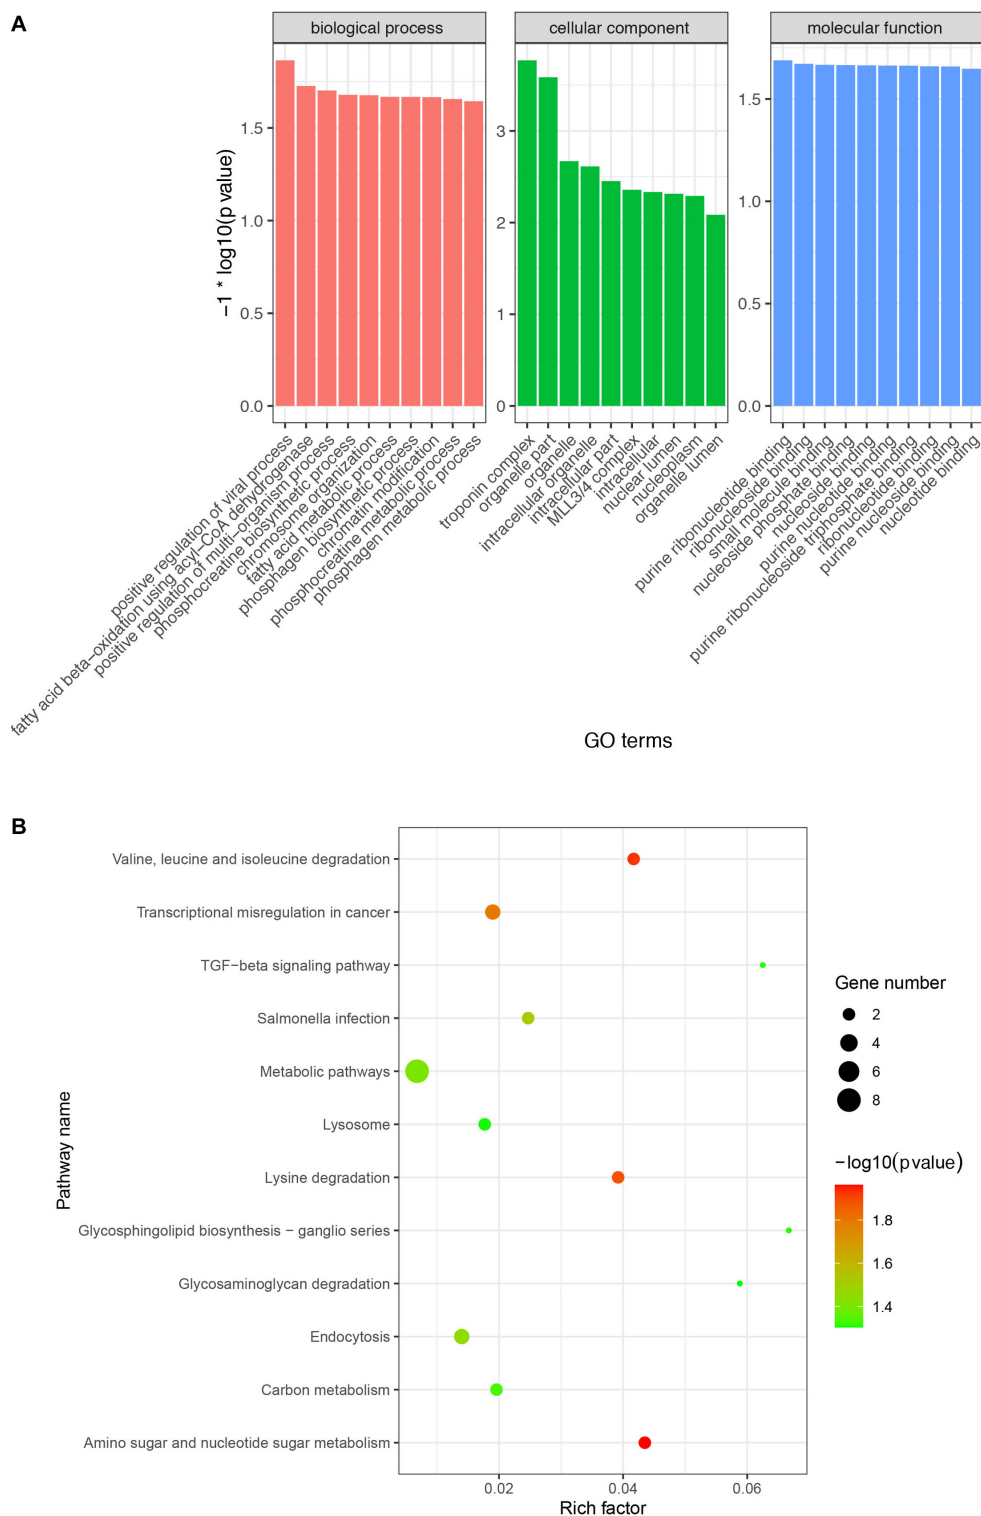 A
biological process
cellular component
molecular function
−1 * log10(p value)
1.5
1.0
0.5
0.0
3
2
1
0
1.5
1.0
0.5
0.0
positive regulation of viral process
fatty acid beta−oxidation using acyl−CoA dehydrogenase
positive regulation of multi−organism process
phosphocreatine biosynthetic process
chromosome organization
fatty acid metabolic process
phosphagen biosynthetic process
chromatin modification
phosphocreatine metabolic process
phosphagen metabolic process
troponin complex
organelle part
organelle
intracellular organelle
intracellular part
MLL3/4 complex
intracellular
nuclear lumen
nucleoplasm
organelle lumen
purine ribonucleotide binding
ribonucleoside binding
small molecule binding
nucleoside phosphate binding
nucleoside binding
purine nucleotide binding
purine ribonucleoside triphosphate binding
ribonucleotide binding
purine nucleoside binding
nucleotide binding
GO terms
B
Pathway name
Valine, leucine and isoleucine degradation
Transcriptional misregulation in cancer
TGF−beta signaling pathway
Salmonella infection
Metabolic pathways
Lysosome
Lysine degradation
Glycosphingolipid biosynthesis − ganglio series
Glycosaminoglycan degradation
Endocytosis
Carbon metabolism
Amino sugar and nucleotide sugar metabolism
0.02
0.04
0.06
Rich factor
Gene number
2
4
6
8
−log10(pvalue)
1.8
1.6
1.4